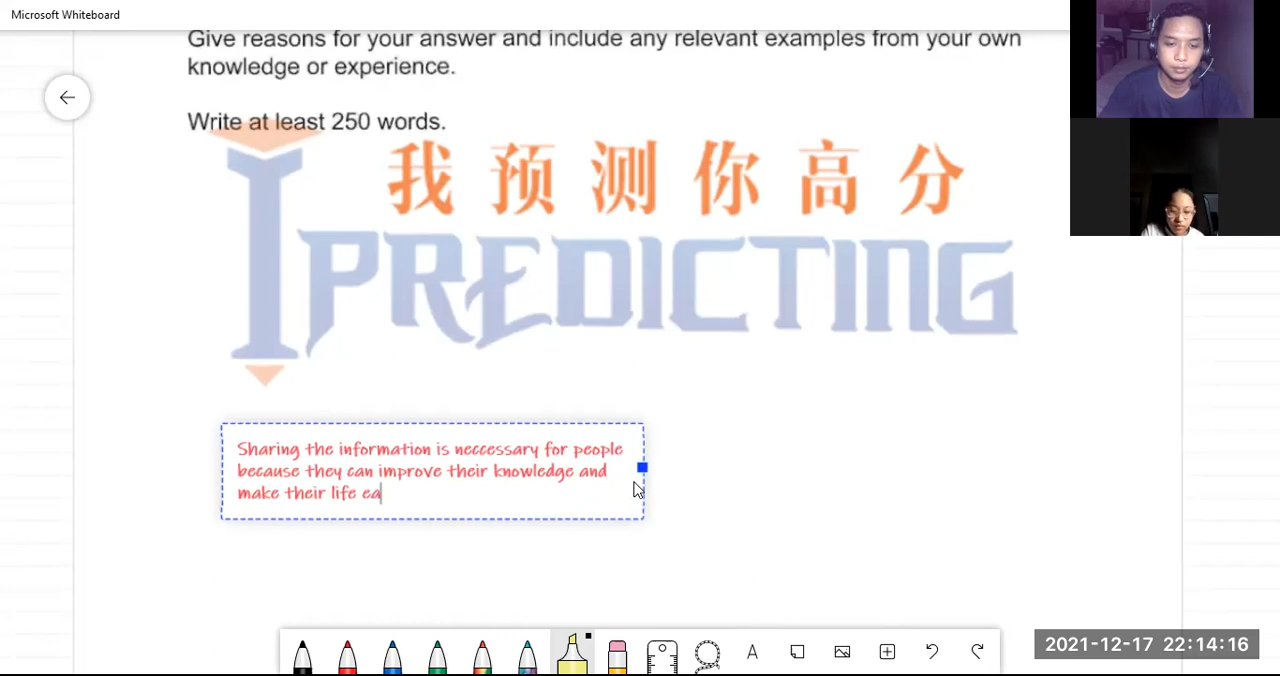 Microsoft Whiteboard
Give reasons for your answer and include any relevant examples from your own
knowledge or experience.
Write at least 250 words.
我预测你高分
IPREDICTING
Sharing the information is neccessary for people
because they can improve their knowledge and
make their life ea
2021-12-17 22:14:16